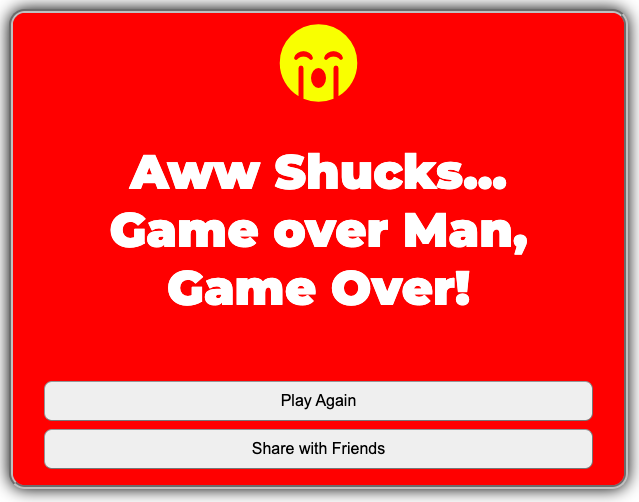 Aww Shucks...
Game over Man,
Game Over!
Play Again
Share with Friends